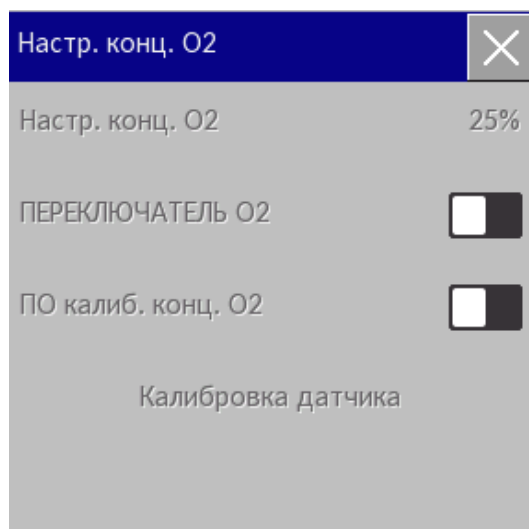 Настр. конц. O2
Настр. конц. O2 25%
ПЕРЕКЛЮЧАТЕЛЬ O2
ПО калиб. конц. O2
Калибровка датчика